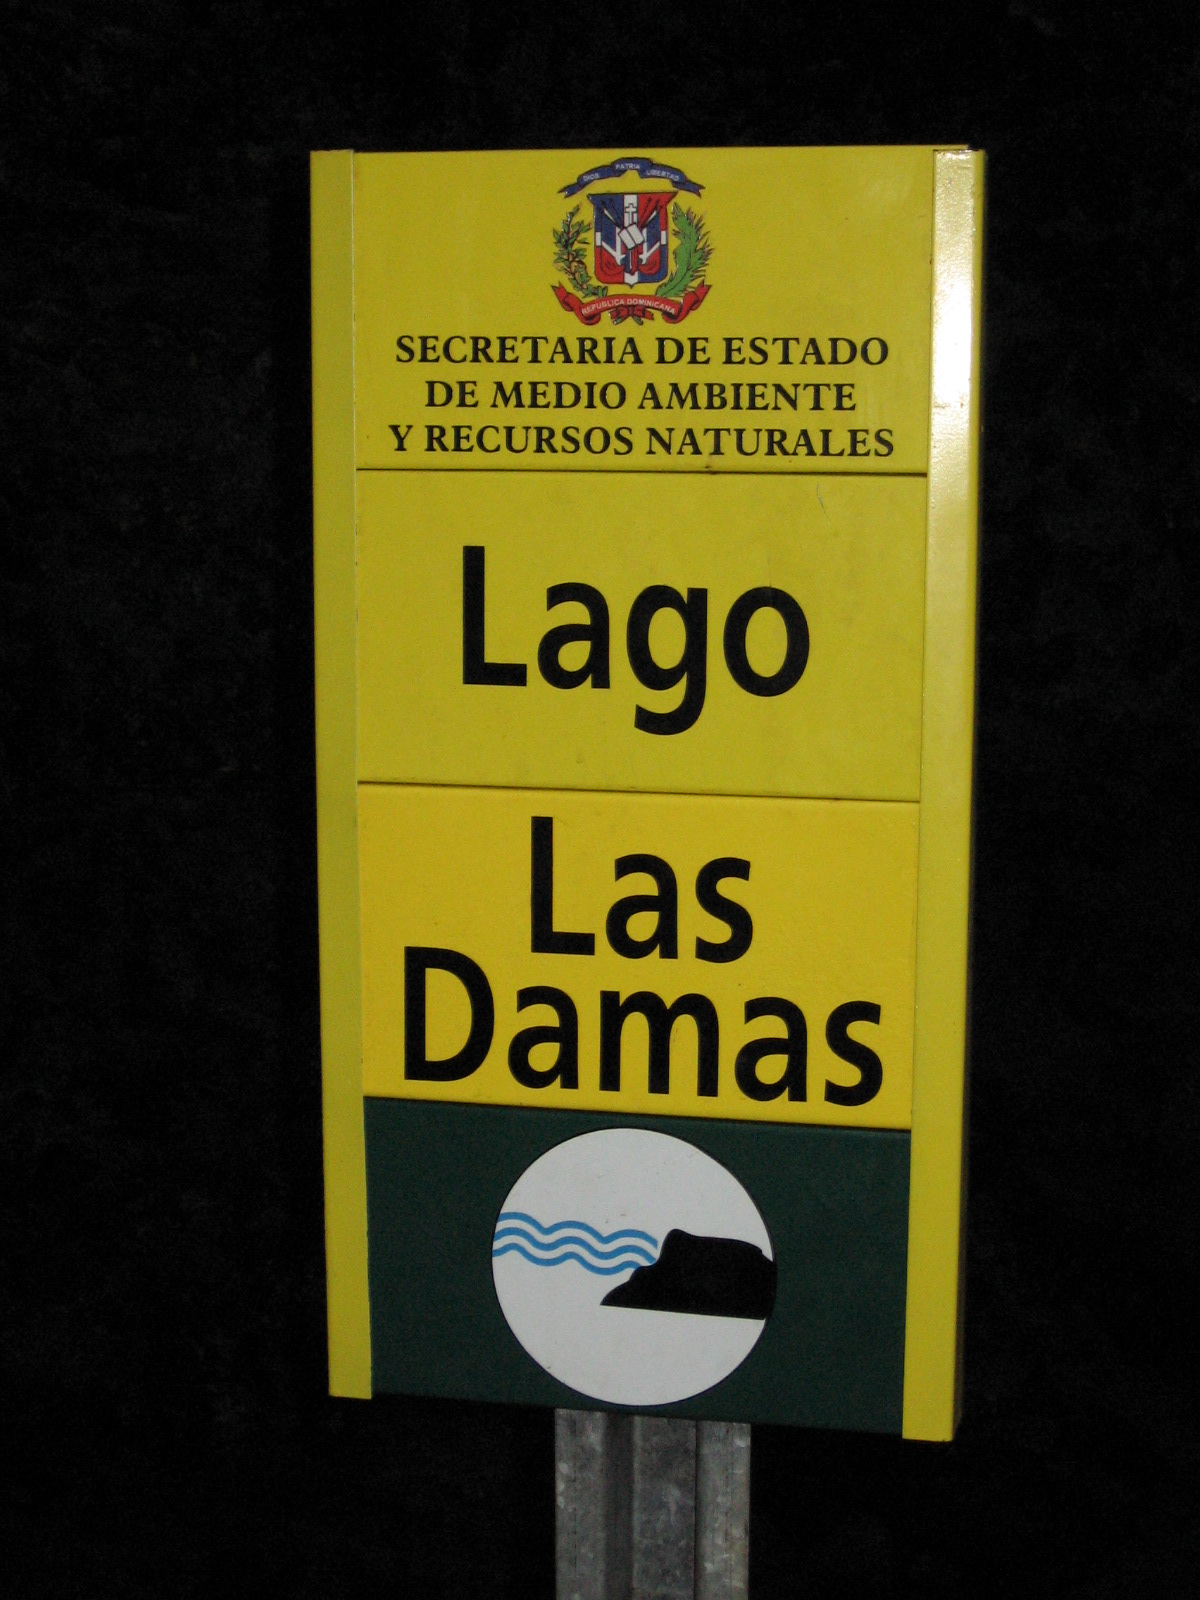 DIOS PATRIA LIBERTAD
REPUBLICA DOMINICANA
SECRETARIA DE ESTADO
DE MEDIO AMBIENTE
Y RECURSOS NATURALES
Lago
Las
Damas